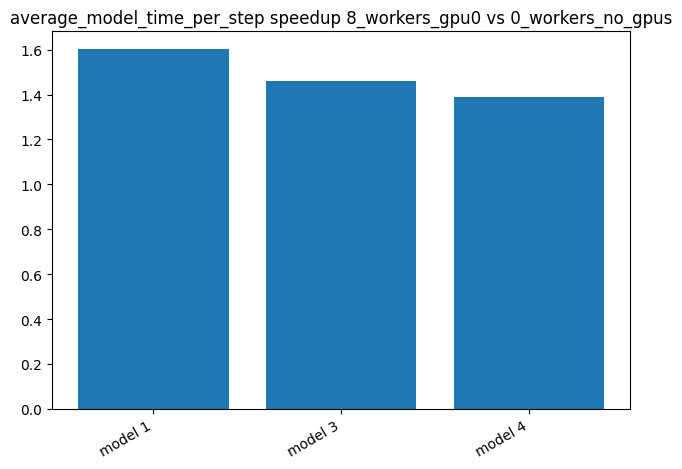 average_model_time_per_step speedup 8_workers_gpu0 vs 0_workers_no_gpus
1.6
1.4
1.2
1.0
0.8
0.6
0.4
0.2
0.0
model 1
model 3
model 4